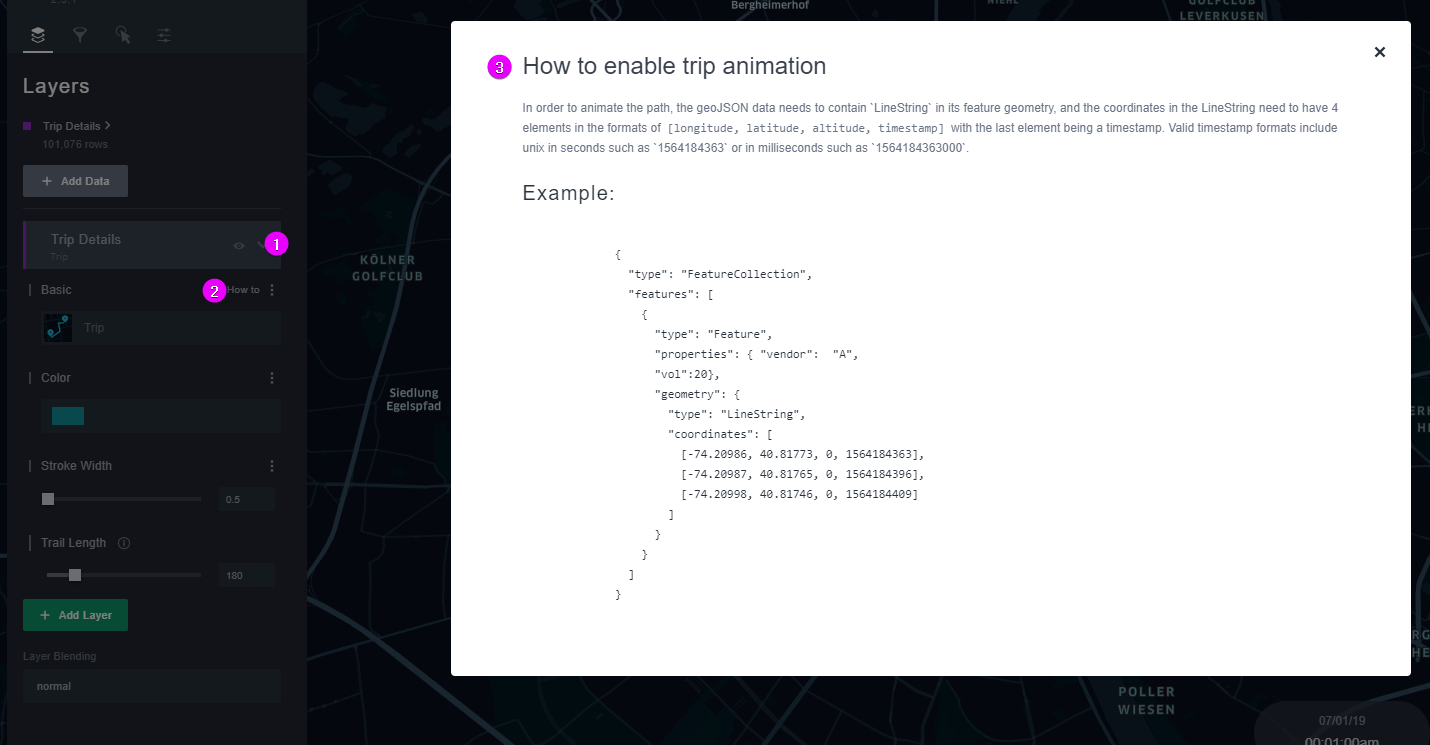 Layers
Trip Details
101,076 rows
+ Add Data
Trip Details
Trip
1
Basic
2
How to
Trip
Color
Stroke Width
0.5
Trail Length
180
+ Add Layer
Layer Blending
normal
Bergheimerhof
LEVERKUSEN
KÖLNER
GOLFCLUB
Siedlung
Egelspfad
3
How to enable trip animation
In order to animate the path, the geoJSON data needs to contain `LineString` in its feature geometry, and the coordinates in the LineString need to have 4
elements in the formats of [longitude, latitude, altitude, timestamp] with the last element being a timestamp. Valid timestamp formats include
unix in seconds such as `1564184363` or in milliseconds such as `1564184363000`.
Example:
{
"type": "FeatureCollection",
"features": [
{
"type": "Feature",
"properties": { "vendor":  "A",
"vol":20},
"geometry": {
"type": "LineString",
"coordinates": [
[-74.20986, 40.81773, 0, 1564184363],
[-74.20987, 40.81765, 0, 1564184396],
[-74.20998, 40.81746, 0, 1564184409]
]
}
}
]
}
POLLER
WIESEN
07/01/19
00:01:00am